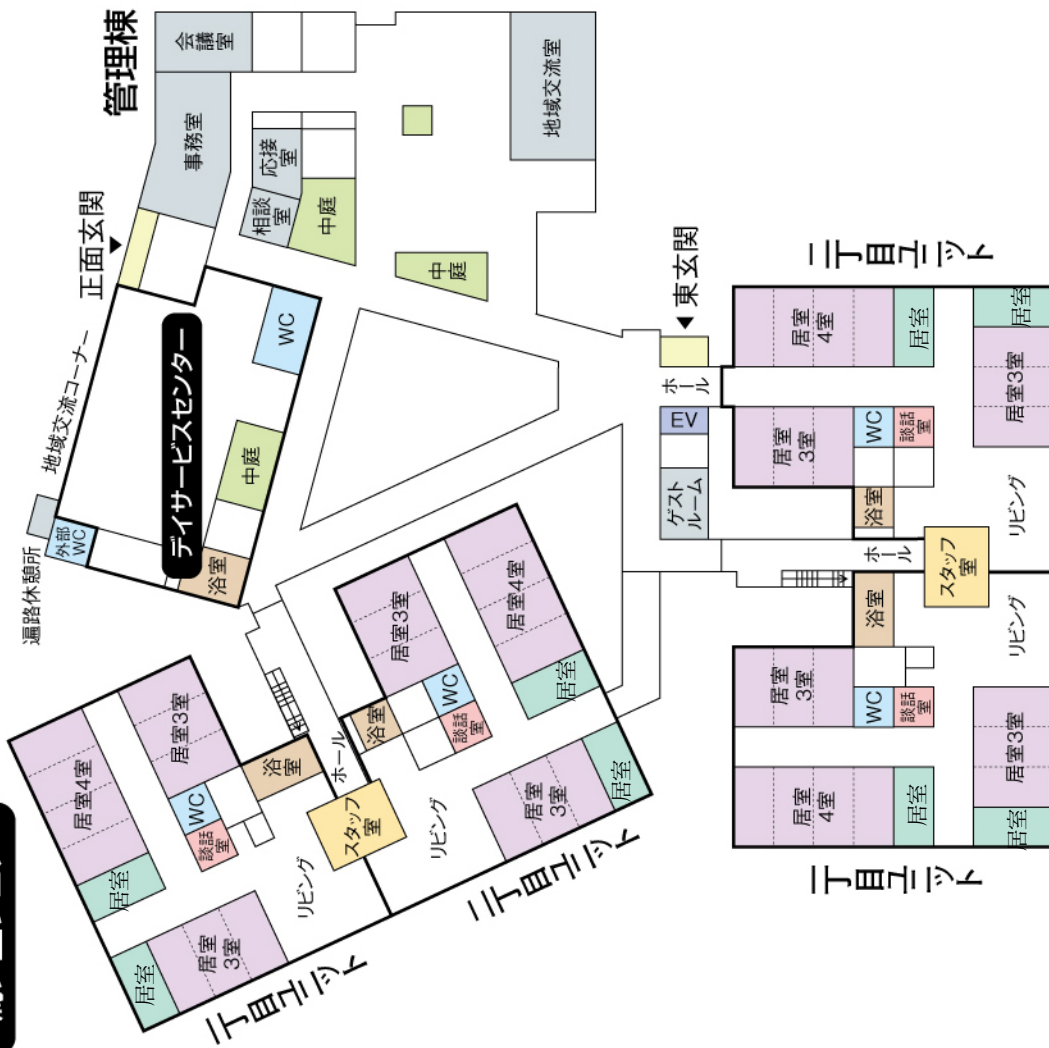 管理棟
会議室
事務室
応接室
相談室
中庭
地域交流室
正面玄関
中庭
地域交流コーナー
デイサービスセンター
WC
中庭
外部WC
遍路休憩所
浴室
東玄関
ホール
EV
ゲストルーム
二丁目ユニット
居室4室
居室
居室
居室3室
居室3室
WC
談話室
浴室
リビング
ホール
スタッフ室
浴室
リビング
居室3室
WC
談話室
居室4室
居室
居室3室
居室
一丁目ユニット
居室4室
居室3室
居室
WC
談話室
浴室
居室
居室3室
リビング
一丁目ユニット
ホール
スタッフ室
居室3室
居室4室
WC
居室
浴室
談話室
リビング
居室3室
居室
二丁目ユニット